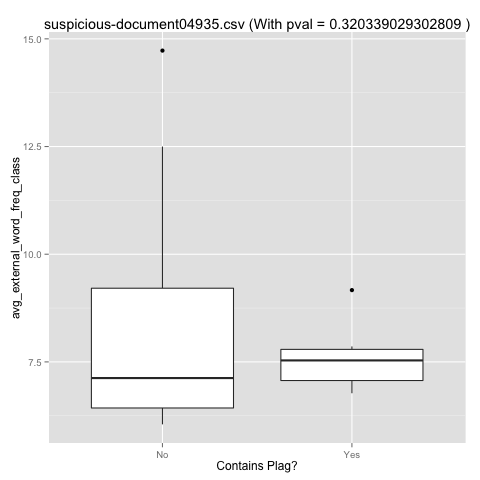 suspicious-document04935.csv (With pval = 0.320339029302809 )
15.0
12.5
10.0
7.5
avg_external_word_freq_class
No
Yes
Contains Plag?